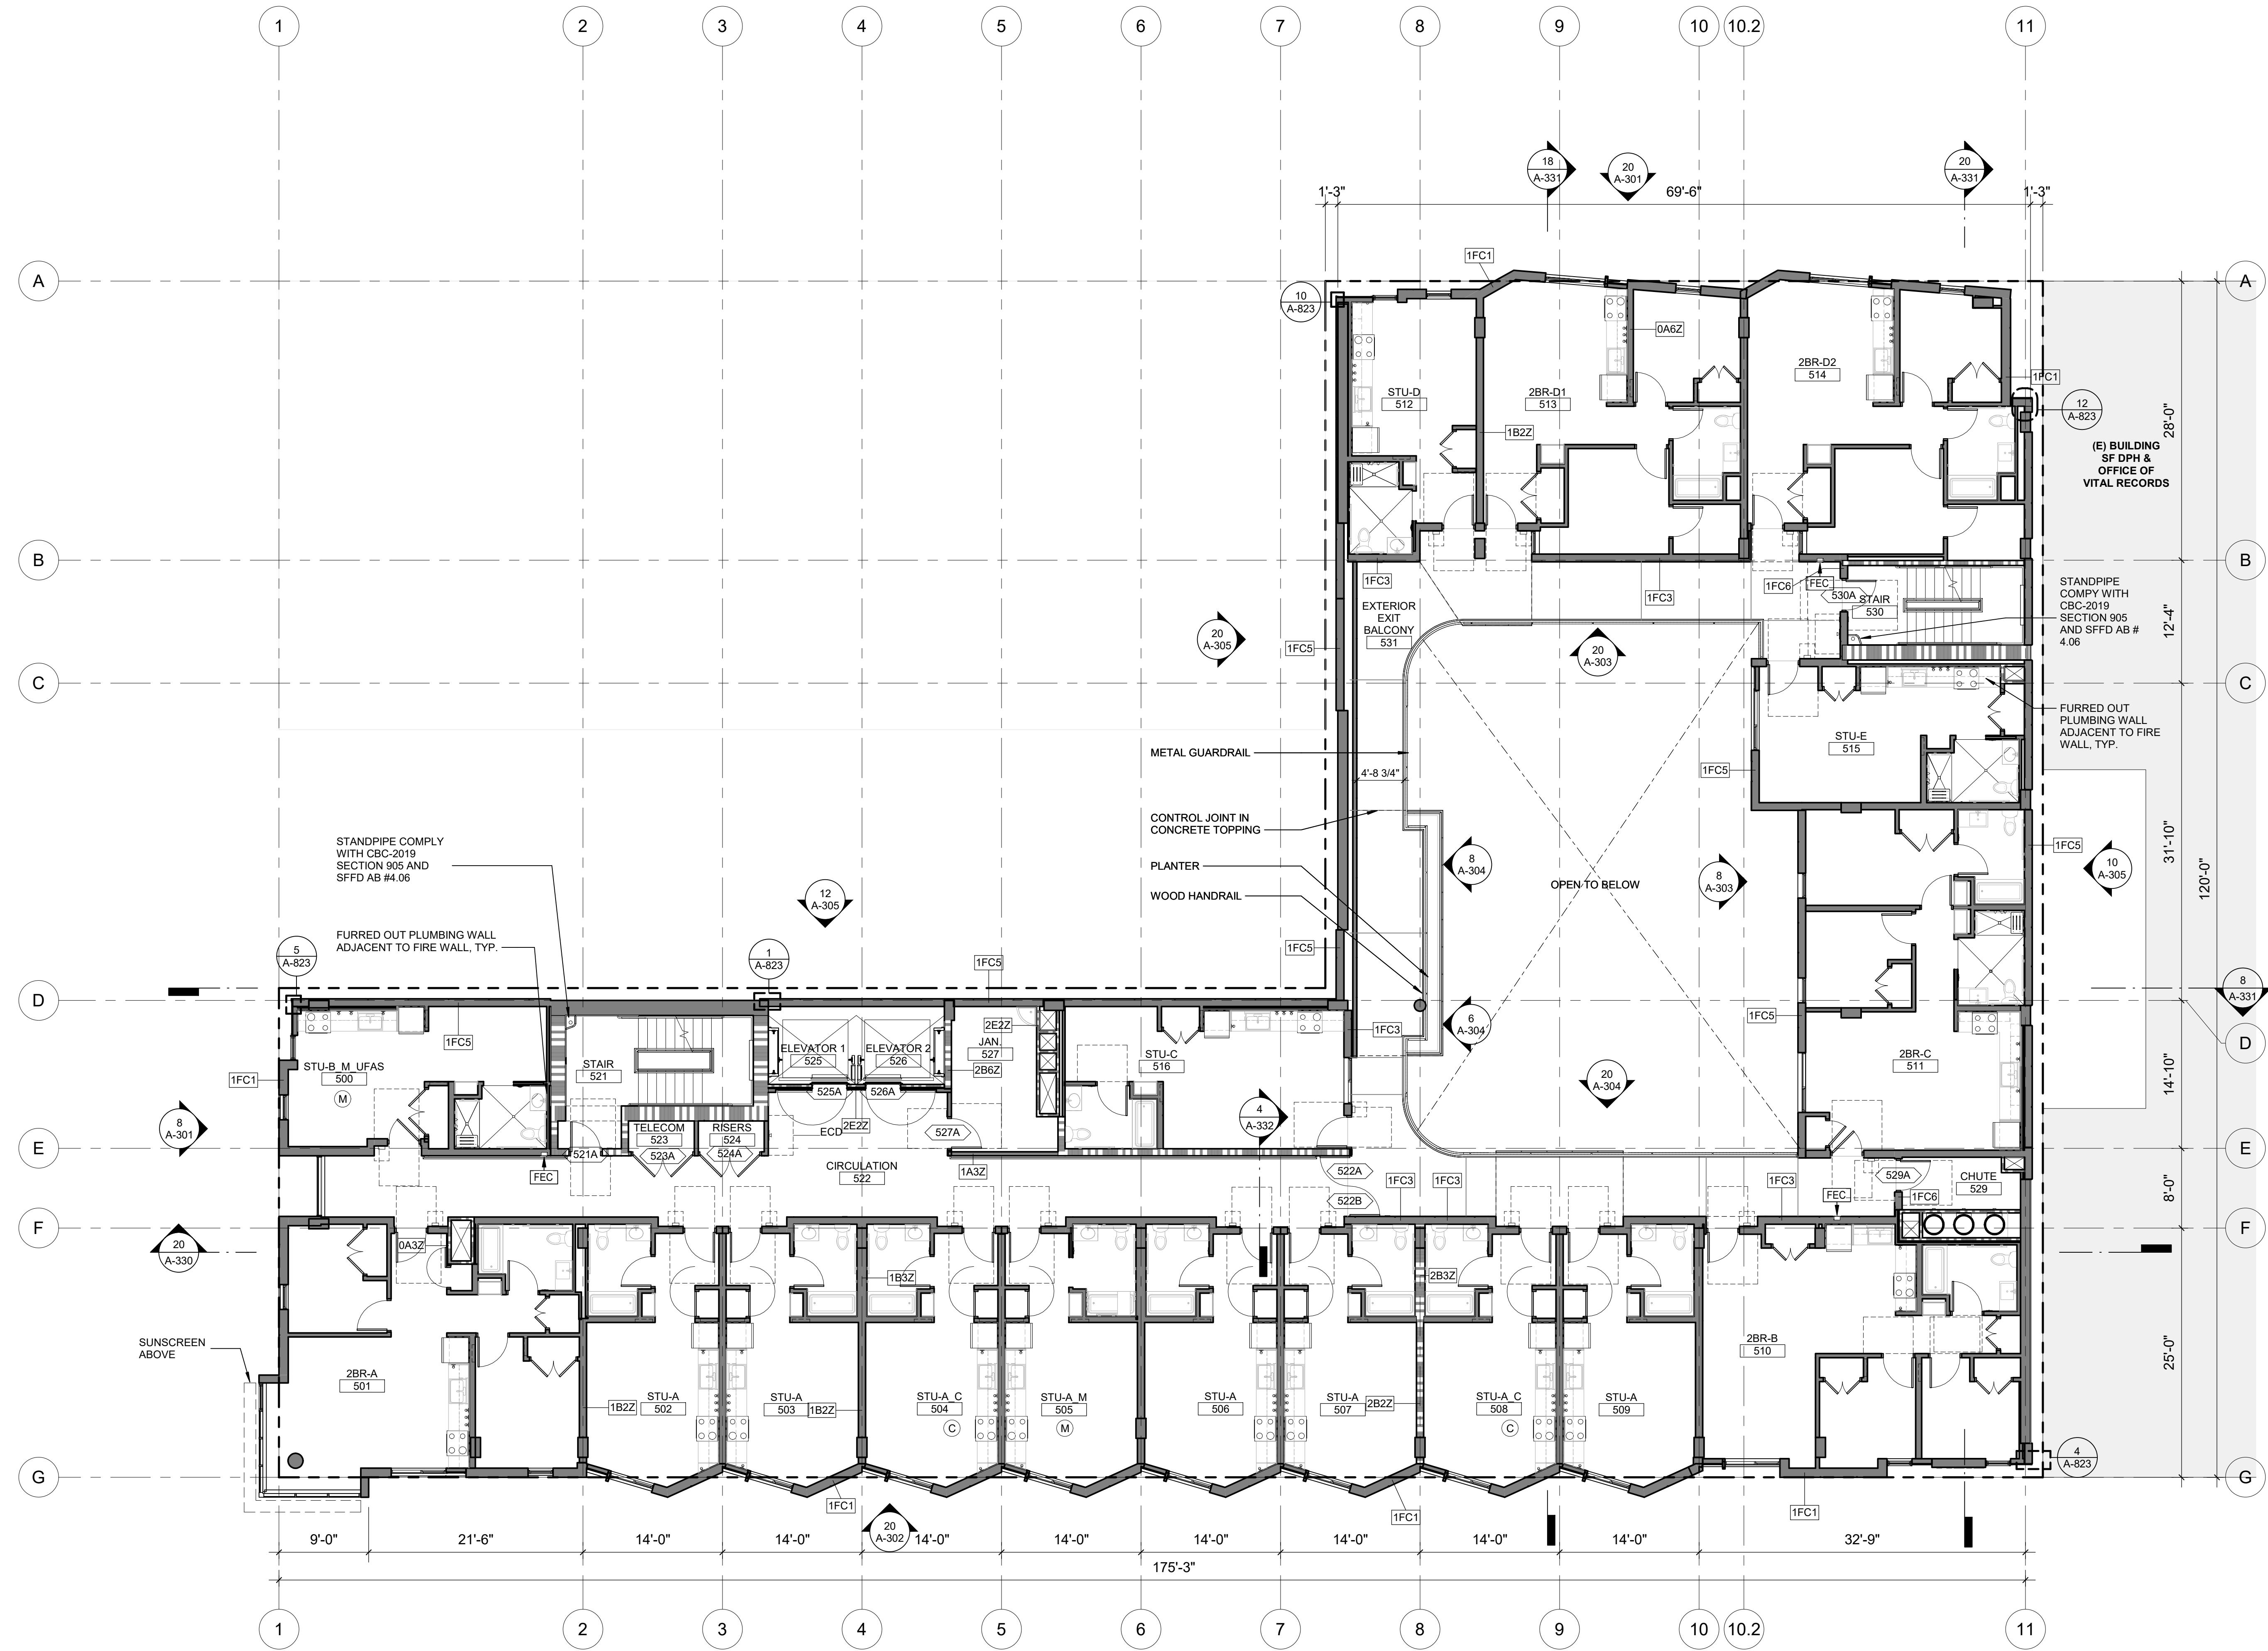 1
2
3
4
5
6
7
8
9
10
10.2
11
18
A-331
20
A-301
20
A-331
1'-3"
69'-6"
1'-3"
1FC1
A
A
10
A-823
0A6Z
2BR-D2
514
1FC1
STU-D
512
2BR-D1
513
12
A-823
28'-0"
1B2Z
(E) BUILDING
SF DPH &
OFFICE OF
VITAL RECORDS
B
B
1FC3
1FC3
1FC6
FEC
530A
STAIR
530
STANDPIPE
COMPY WITH
CBC-2019
SECTION 905
AND SFFD AB #
4.06
EXTERIOR
EXIT
BALCONY
531
12'-4"
20
A-305
1FC5
20
A-303
C
C
FURRED OUT
PLUMBING WALL
ADJACENT TO FIRE
WALL, TYP.
METAL GUARDRAIL
STU-E
515
1FC5
4'-8 3/4"
CONTROL JOINT IN
CONCRETE TOPPING
STANDPIPE COMPLY
WITH CBC-2019
SECTION 905 AND
SFFD AB #4.06
PLANTER
WOOD HANDRAIL
8
A-304
OPEN TO BELOW
8
A-303
1FC5
10
A-305
31'-10"
120'-0"
12
A-305
FURRED OUT PLUMBING WALL
ADJACENT TO FIRE WALL, TYP.
5
A-823
1
A-823
1FC5
1FC5
8
A-331
D
D
1FC5
2E2Z
1FC3
6
A-304
1FC5
STU-B_M_UFAS
500
M
1FC1
STAIR
521
ELEVATOR 1
525
ELEVATOR 2
526
JAN.
527
2B6Z
STU-C
516
2BR-C
511
20
A-304
14'-10"
525A
526A
8
A-301
TELECOM
523
RISERS
524
ECD
2E2Z
527A
4
A-332
E
E
521A
523A
524A
FEC
CIRCULATION
522
1A3Z
522A
522B
1FC3
1FC3
1FC3
FEC
529A
1FC6
CHUTE
529
8'-0"
F
F
20
A-330
0A3Z
1B3Z
2B3Z
SUNSCREEN
ABOVE
2BR-A
501
1B2Z
STU-A
502
STU-A
503
1B2Z
STU-A_C
504
C
STU-A_M
505
M
STU-A
506
STU-A
507
2B2Z
STU-A_C
508
C
STU-A
509
2BR-B
510
25'-0"
4
A-823
G
G
1FC1
1FC1
1FC1
20
A-302
9'-0"
21'-6"
14'-0"
14'-0"
14'-0"
14'-0"
14'-0"
14'-0"
14'-0"
14'-0"
32'-9"
175'-3"
1
2
3
4
5
6
7
8
9
10
10.2
11